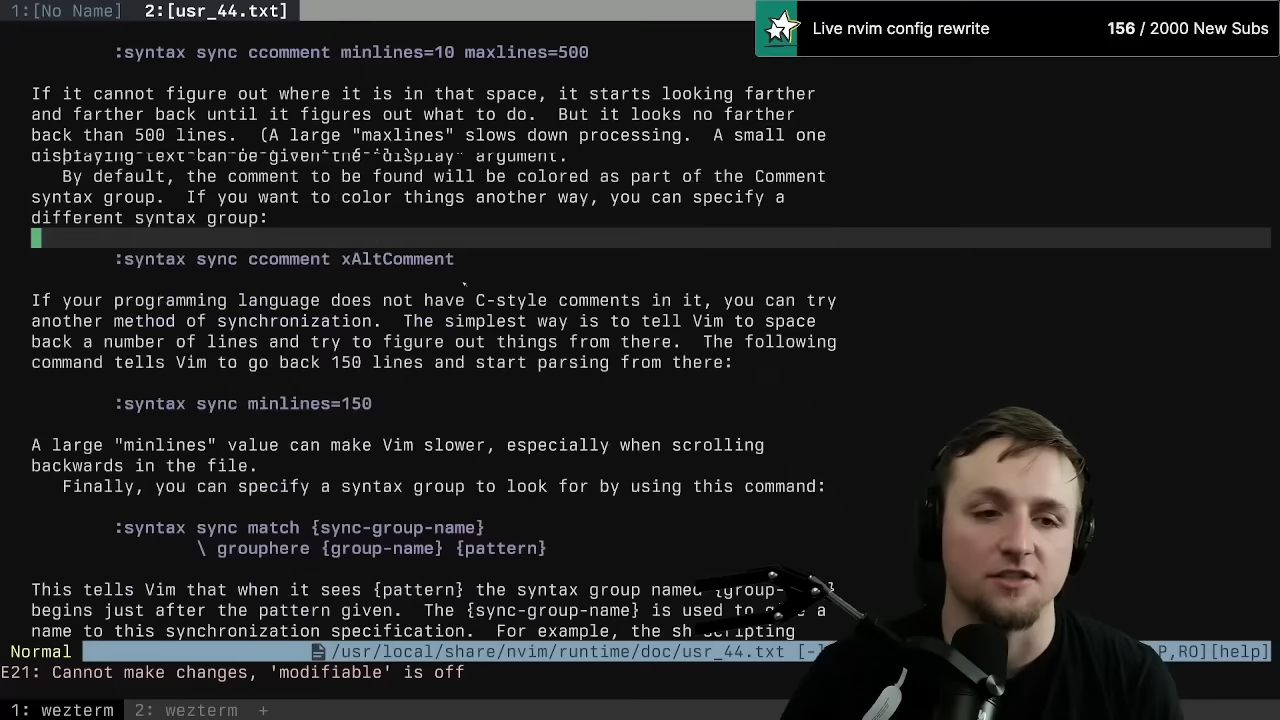 1:[No Name]  2:[usr_44.txt]
Live nvim config rewrite 156 / 2000 New Subs
:syntax sync ccomment minlines=10 maxlines=500
If it cannot figure out where it is in that space, it starts looking farther
and farther back until it figures out what to do.  But it looks no farther
back than 500 lines.  (A large "maxlines" slows down processing.  A small one
displaying text can be given the "display" argument.
By default, the comment to be found will be colored as part of the Comment
syntax group.  If you want to color things another way, you can specify a
different syntax group:
:syntax sync ccomment xAltComment
If your programming language does not have C-style comments in it, you can try
another method of synchronization.  The simplest way is to tell Vim to space
back a number of lines and try to figure out things from there.  The following
command tells Vim to go back 150 lines and start parsing from there:
:syntax sync minlines=150
A large "minlines" value can make Vim slower, especially when scrolling
backwards in the file.
Finally, you can specify a syntax group to look for by using this command:
:syntax sync match {sync-group-name}
\ grouphere {group-name} {pattern}
This tells Vim that when it sees {pattern} the syntax group named {group-
begins just after the pattern given.  The {sync-group-name} is used to give a
name to this synchronization specification.  For example, the sh scripting
Normal /usr/local/share/nvim/runtime/doc/usr_44.txt [-] P,RO][help]
E21: Cannot make changes, 'modifiable' is off
1: wezterm  2: wezterm  +